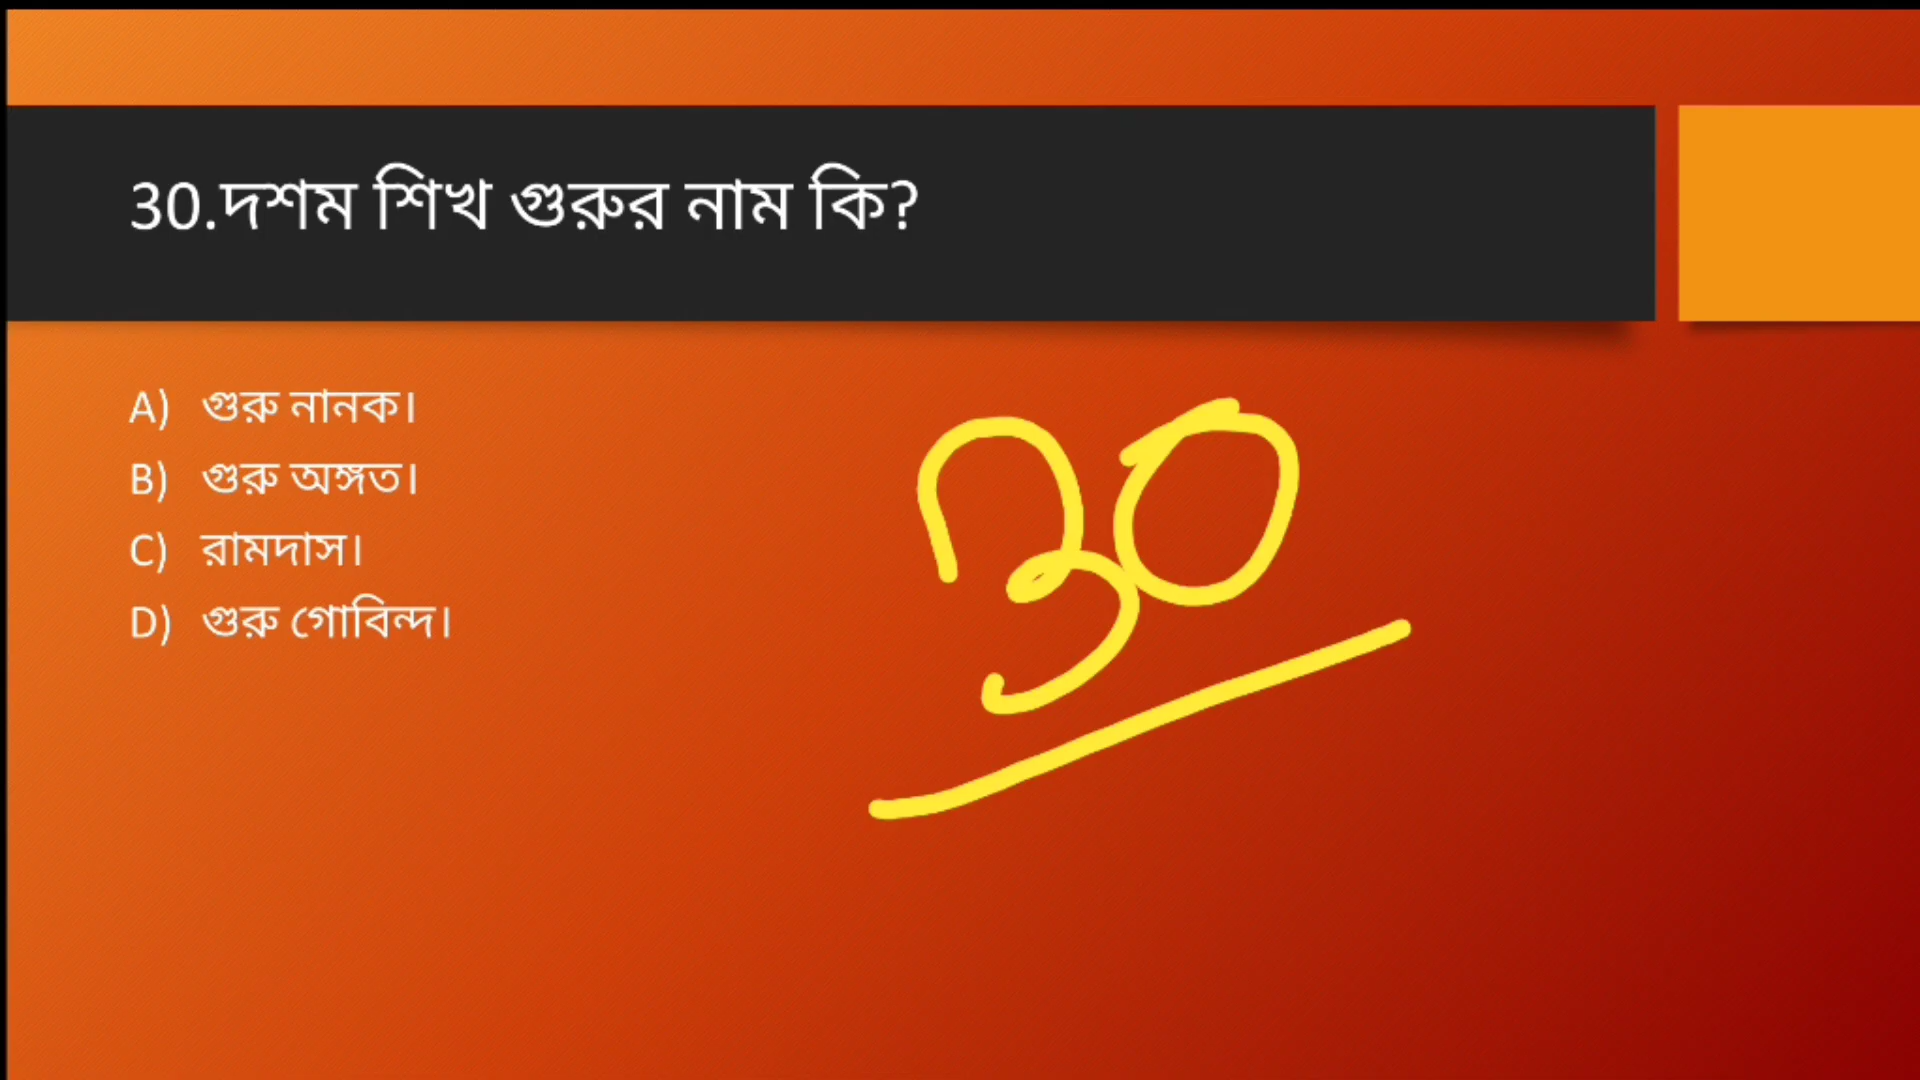 30.দশম শিখ গুরুর নাম কি?
A) গুরু নানক।
B) গুরু অঙ্গত।
C) রামদাস।
D) গুরু গোবিন্দ।
30